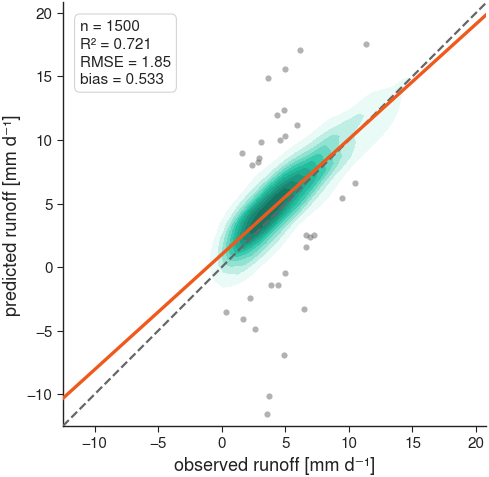 n = 1500
R² = 0.721
RMSE = 1.85
bias = 0.533
20
15
10
5
0
−5
−10
predicted runoff [mm d⁻¹]
−10
−5
0
5
10
15
20
observed runoff [mm d⁻¹]